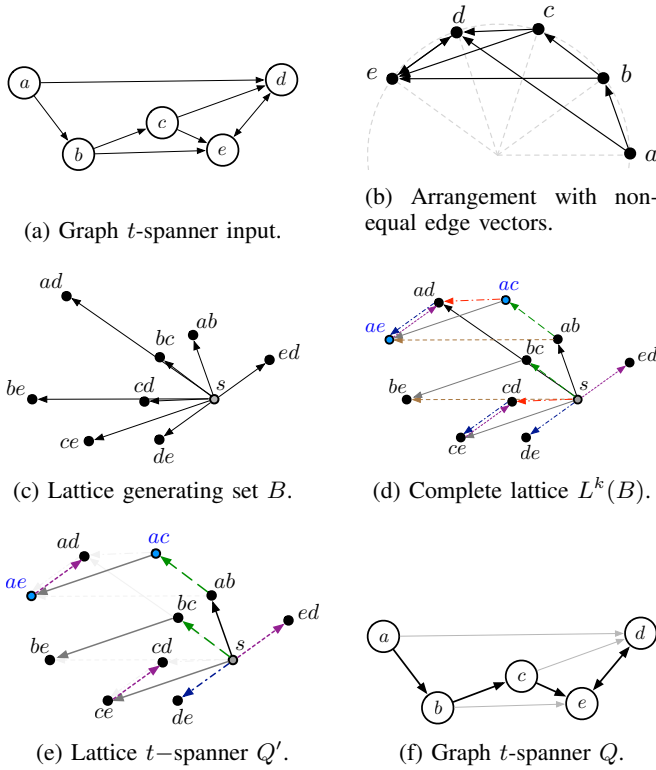 a
d
c
b
e
(a) Graph t-spanner input.
d
c
e
b
a
(b) Arrangement with non-
equal edge vectors.
ad
ab
bc
ed
be
cd
s
ce
de
(c) Lattice generating set B.
ad
ac
ae
ab
bc
ed
be
cd
s
ce
de
(d) Complete lattice L^k(B).
ad
ac
ae
ab
bc
ed
be
cd
s
ce
de
(e) Lattice t−spanner Q′.
a
d
c
b
e
(f) Graph t-spanner Q.